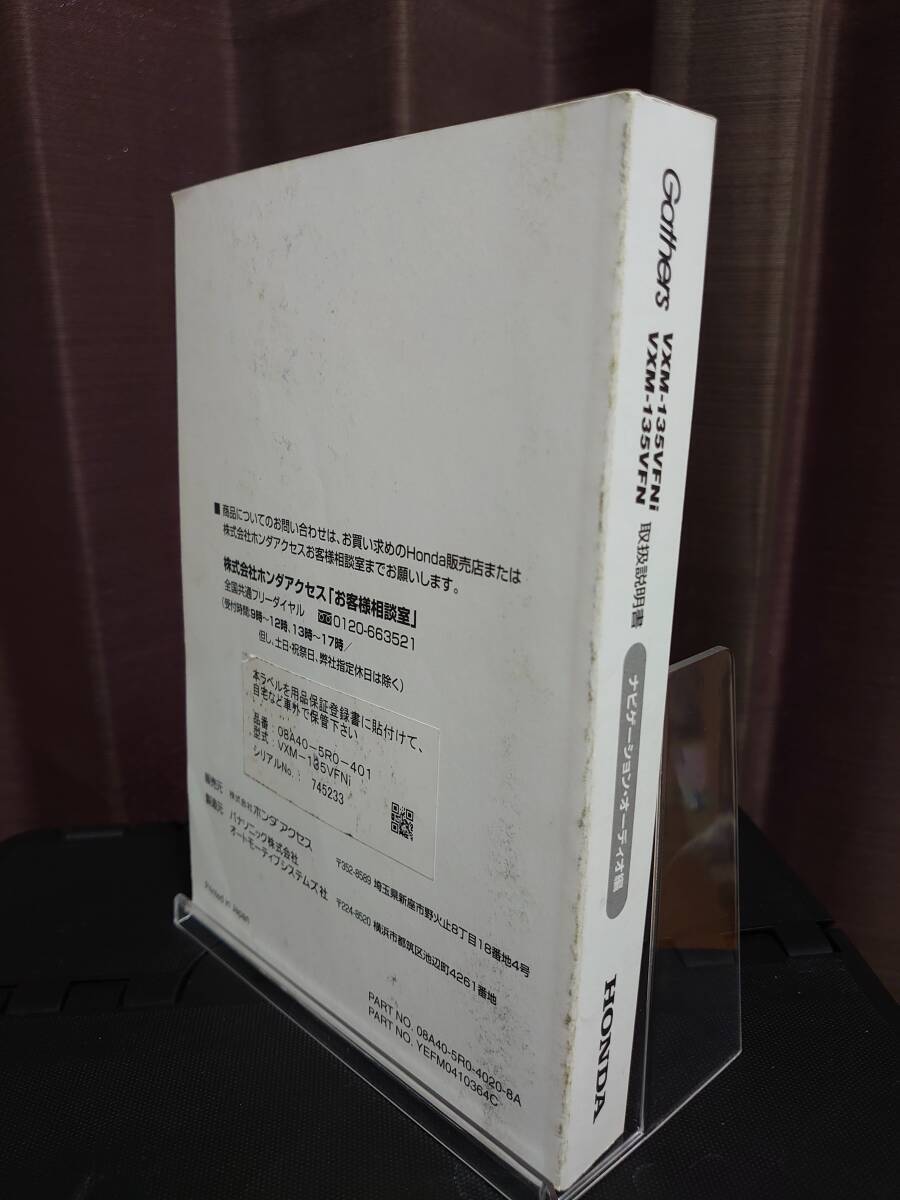 ■ 商品についてのお問い合わせは、お買い求めのHonda販売店または
株式会社ホンダアクセスお客様相談室までお願いします。
株式会社ホンダアクセス「お客様相談室」
全国共通フリーダイヤル 0120-663521
(受付時間:9時~12時、13時~17時/
但し、土日・祝祭日、弊社指定休日は除く)
本ラベルを用品保証登録書に貼付けて、
自宅など車外で保管下さい
品番:08A40-5R0-401
型式:VXM-135VFNi
シリアルNo. 745233
販売元 株式会社ホンダアクセス
〒352-8589 埼玉県新座市野火止8丁目18番地4号
製造元 パナソニック株式会社
オートモーティブシステムズ社
〒224-8520 横浜市都筑区池辺町4261番地
Printed in Japan
PART NO. 08A40-5R0-4020-8A
PART NO. YEFM0410364C
Gathers
VXM-135VFNi
VXM-135VFN
取扱説明書
ナビゲーション・オーディオ編
HONDA